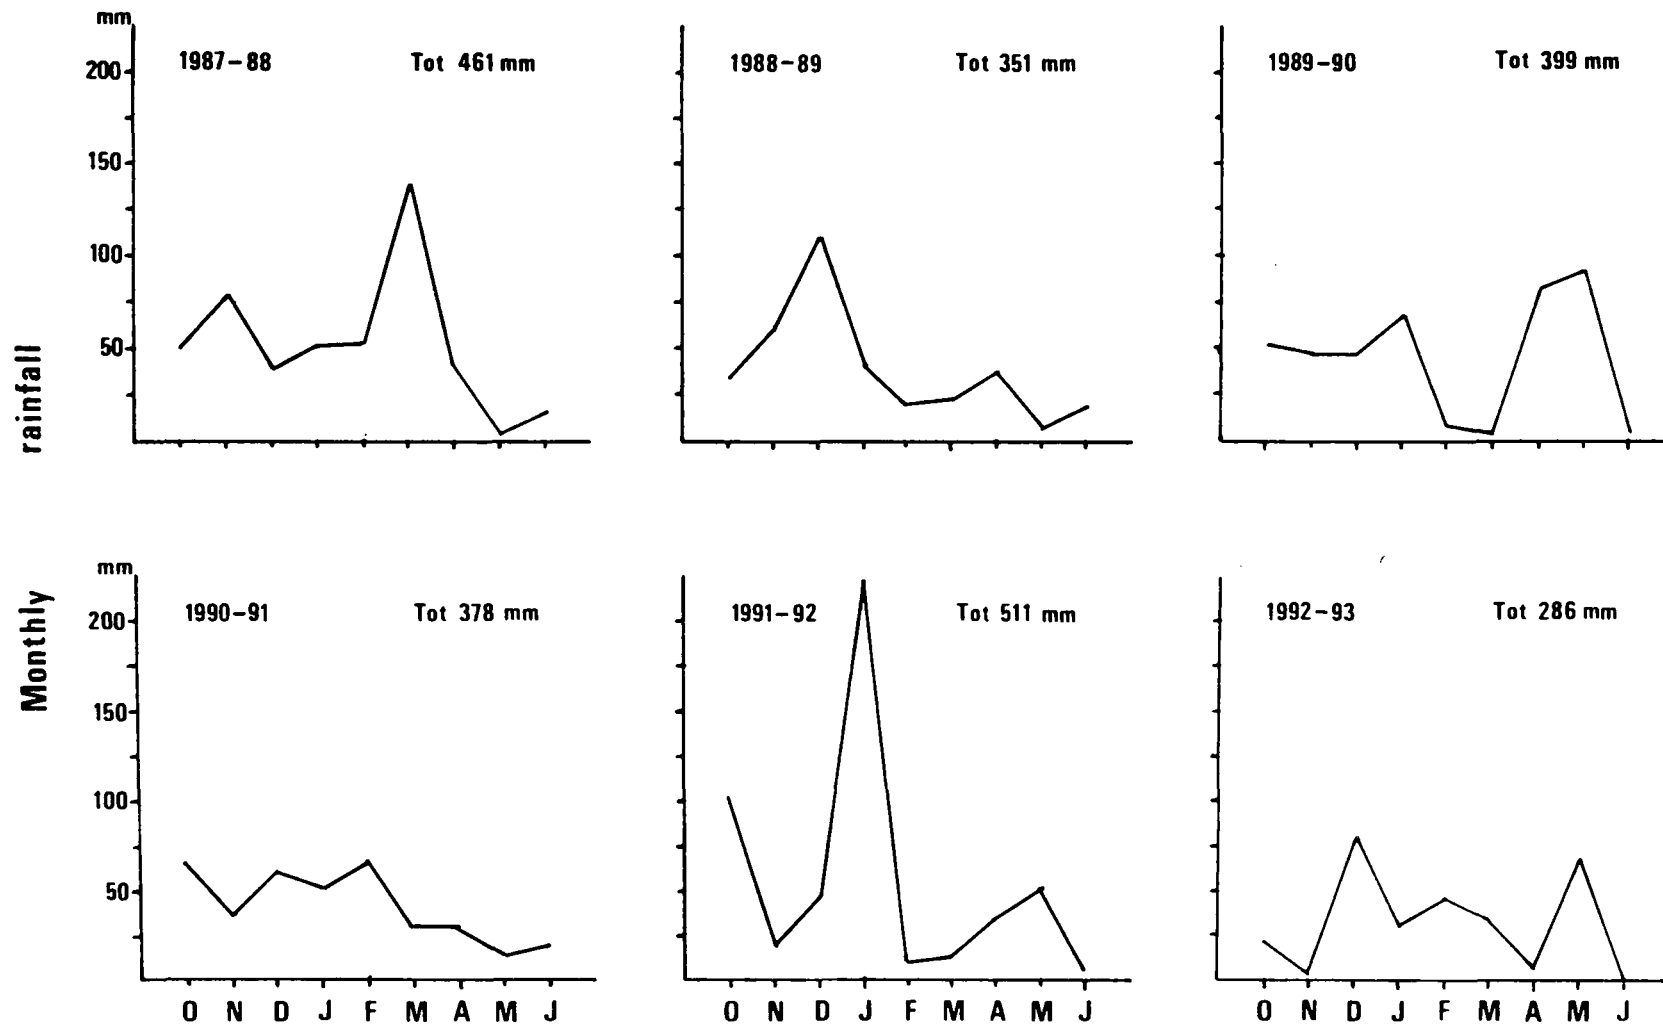 Monthly rainfall
mm
200
150
100
50
1987-88 Tot 461 mm
1988-89 Tot 351 mm
1989-90 Tot 399 mm
mm
200
150
100
50
1990-91 Tot 378 mm
O N D J F M A M J
1991-92 Tot 511 mm
O N D J F M A M J
1992-93 Tot 286 mm
O N D J F M A M J